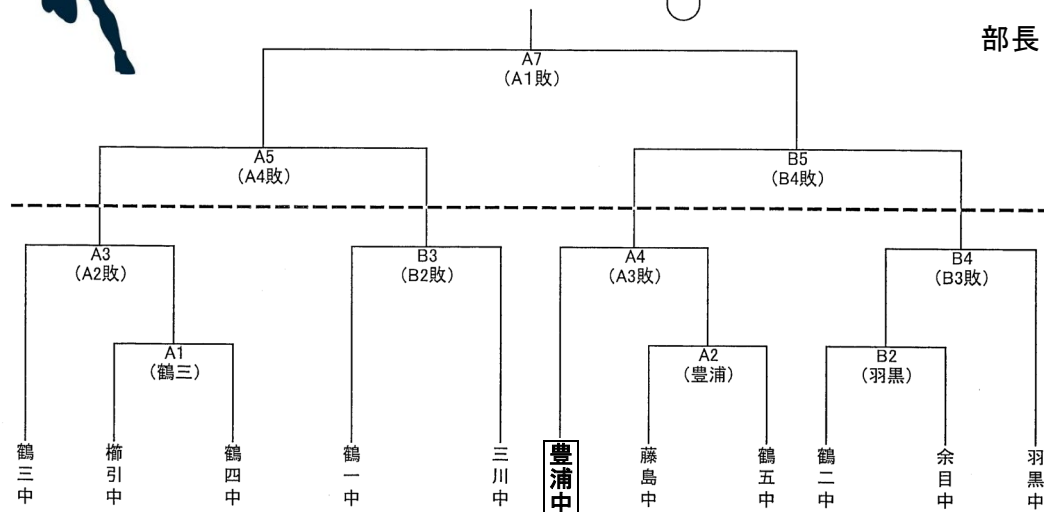 部長
A7
(A1敗)
A5
(A4敗)
B5
(B4敗)
A3
(A2敗)
B3
(B2敗)
A4
(A3敗)
B4
(B3敗)
A1
(鶴三)
A2
(豊浦)
B2
(羽黒)
鶴三中
櫛引中
鶴四中
鶴一中
三川中
豊浦中
藤島中
鶴五中
鶴二中
余目中
羽黒中